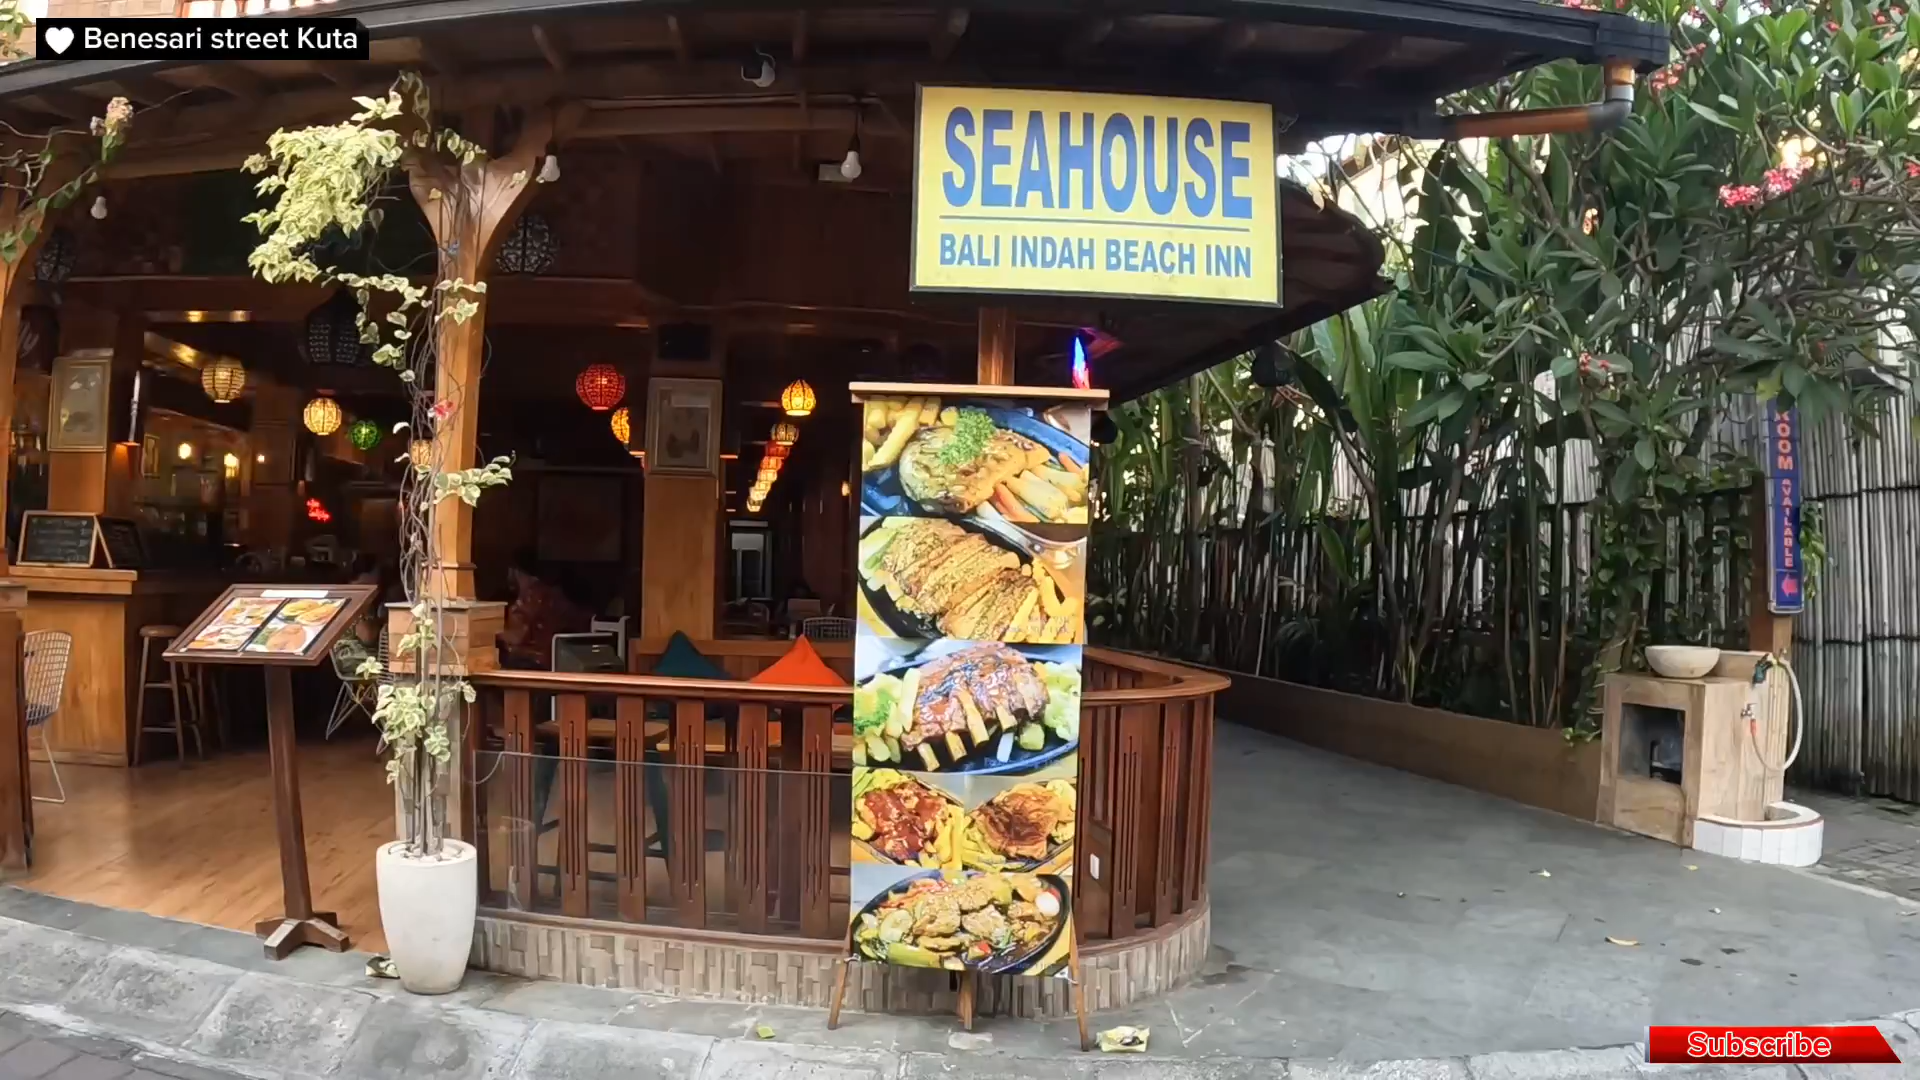 Benesari street Kuta
SEAHOUSE
BALI INDAH BEACH INN
ROOM AVAILABLE
Subscribe